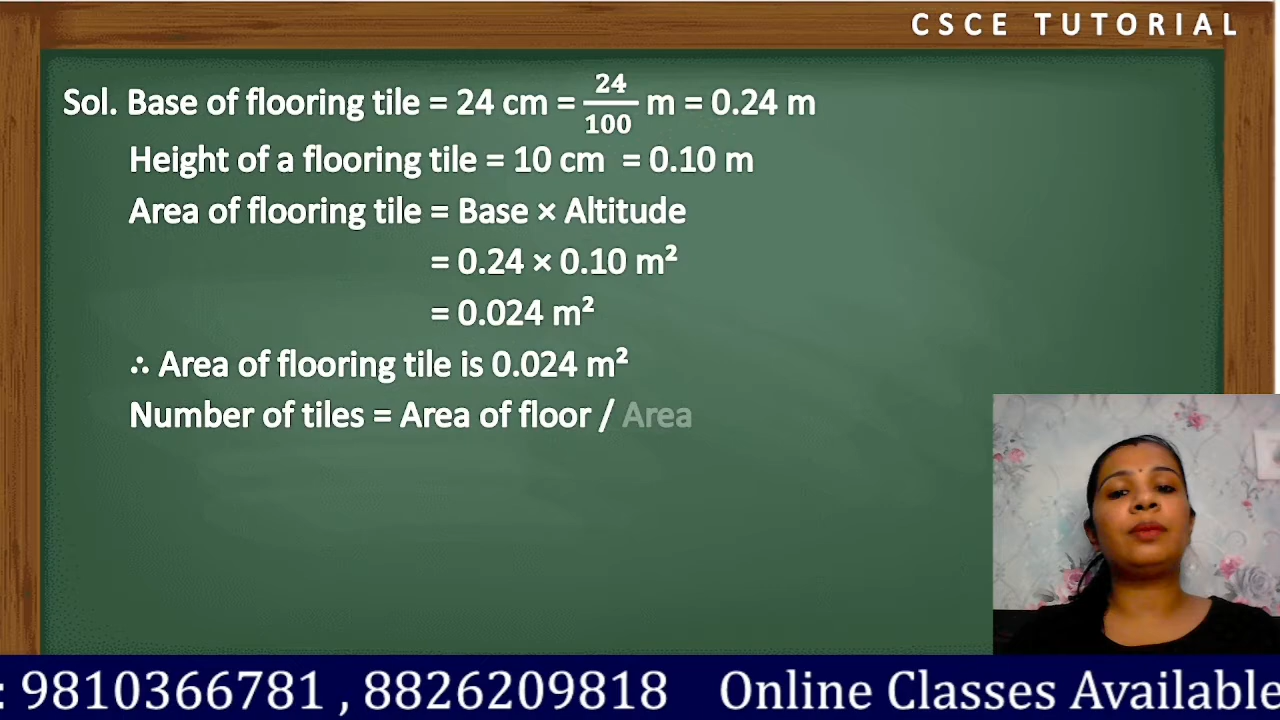 CSCE TUTORIAL
Sol. Base of flooring tile = 24 cm = 24/100 m = 0.24 m
Height of a flooring tile = 10 cm = 0.10 m
Area of flooring tile = Base × Altitude
= 0.24 × 0.10 m²
= 0.024 m²
∴ Area of flooring tile is 0.024 m²
Number of tiles = Area of floor / Area
: 9810366781 , 8826209818 Online Classes Available